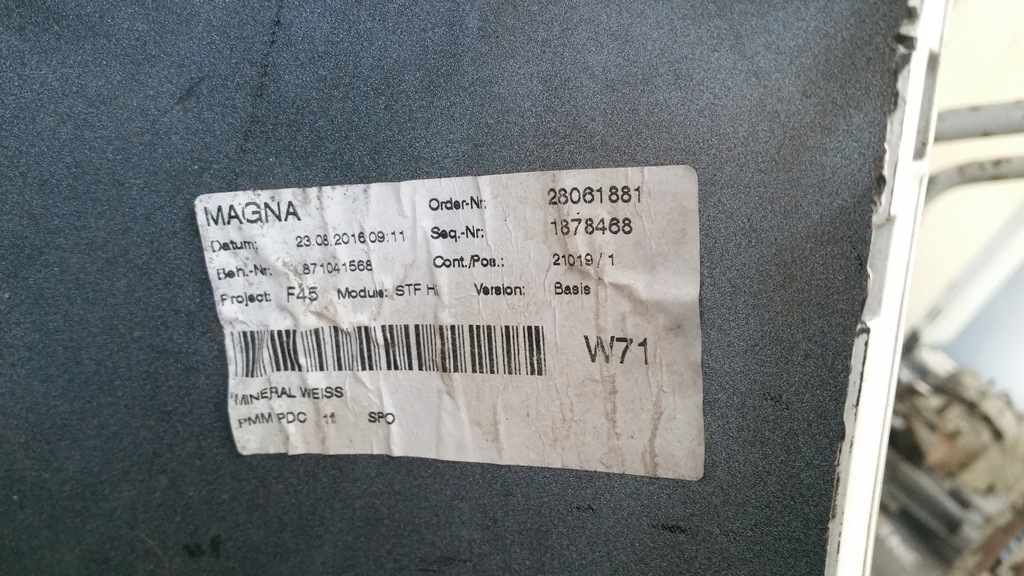 MAGNA
Order-Nr: 28061881
Datum: 23.08.2016 09:11
Seq.-Nr: 1878468
Beh.-Nr. 871041568
Cont./Pos.: 21019 / 1
Project: F45 Module: STF H Version: Basis
W71
MINERAL WEISS
PMM PDC 11 SPO